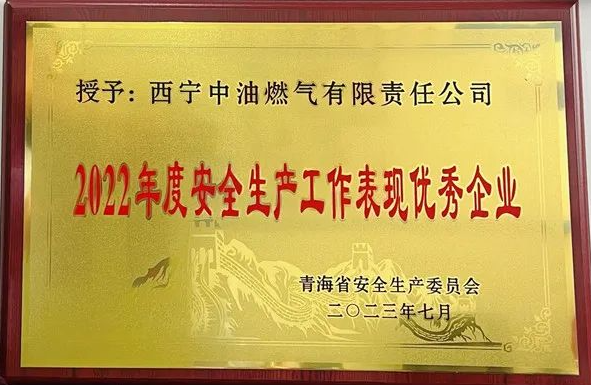 授予：西宁中油燃气有限责任公司
2022年度安全生产工作表现优秀企业
青海省安全生产委员会
二〇二三年七月